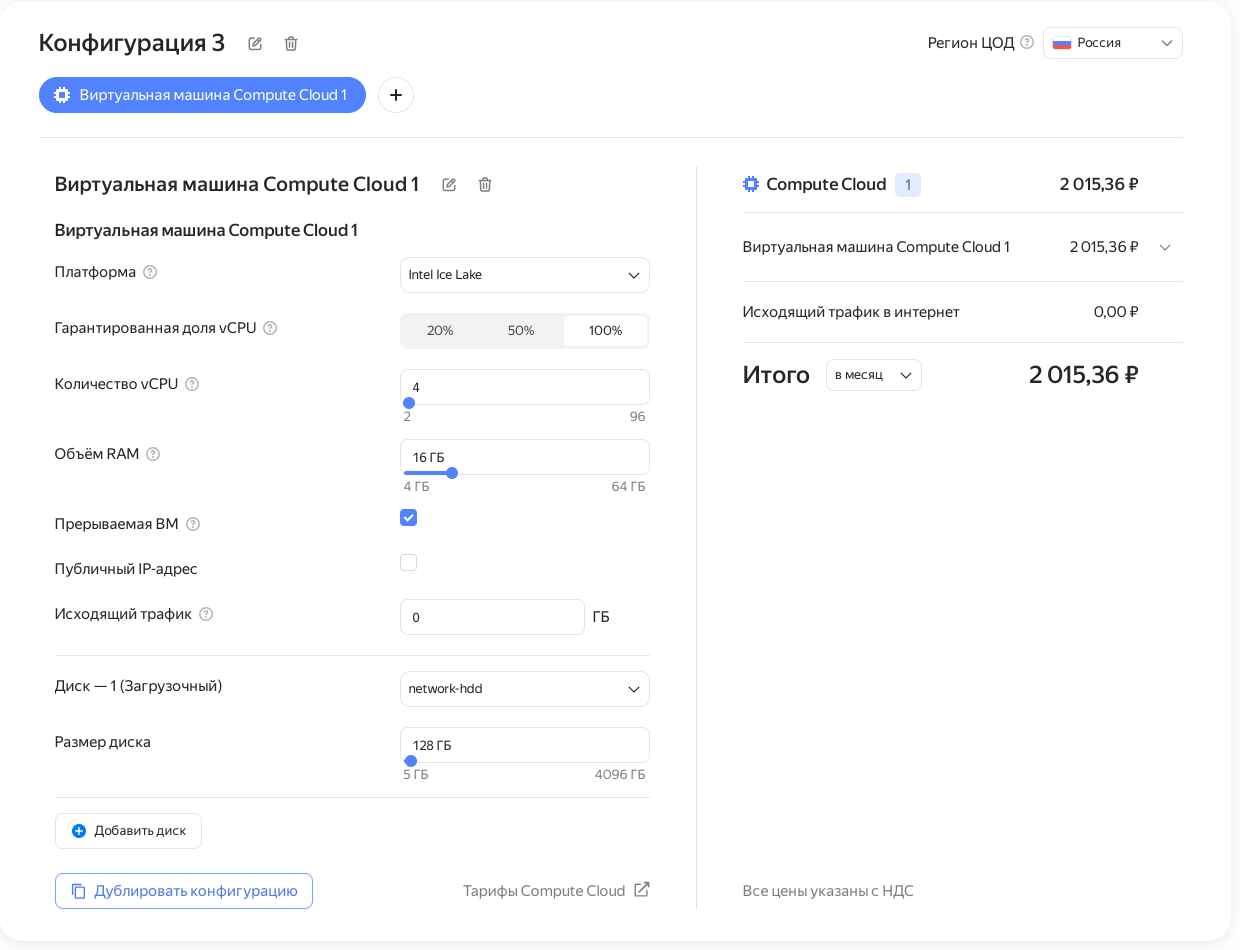 Конфигурация 3
Регион ЦОД ? Россия
Виртуальная машина Compute Cloud 1
+
Виртуальная машина Compute Cloud 1
Виртуальная машина Compute Cloud 1
Платформа ?
Intel Ice Lake
Гарантированная доля vCPU ?
20% 50% 100%
Количество vCPU ?
4
2 96
Объём RAM ?
16 ГБ
4 ГБ 64 ГБ
Прерываемая ВМ ?
Публичный IP-адрес
Исходящий трафик ?
0 ГБ
Диск — 1 (Загрузочный)
network-hdd
Размер диска
128 ГБ
5 ГБ 4096 ГБ
Добавить диск
Дублировать конфигурацию
Тарифы Compute Cloud
Compute Cloud 1 2 015,36 ₽
Виртуальная машина Compute Cloud 1 2 015,36 ₽
Исходящий трафик в интернет 0,00 ₽
Итого в месяц 2 015,36 ₽
Все цены указаны с НДС